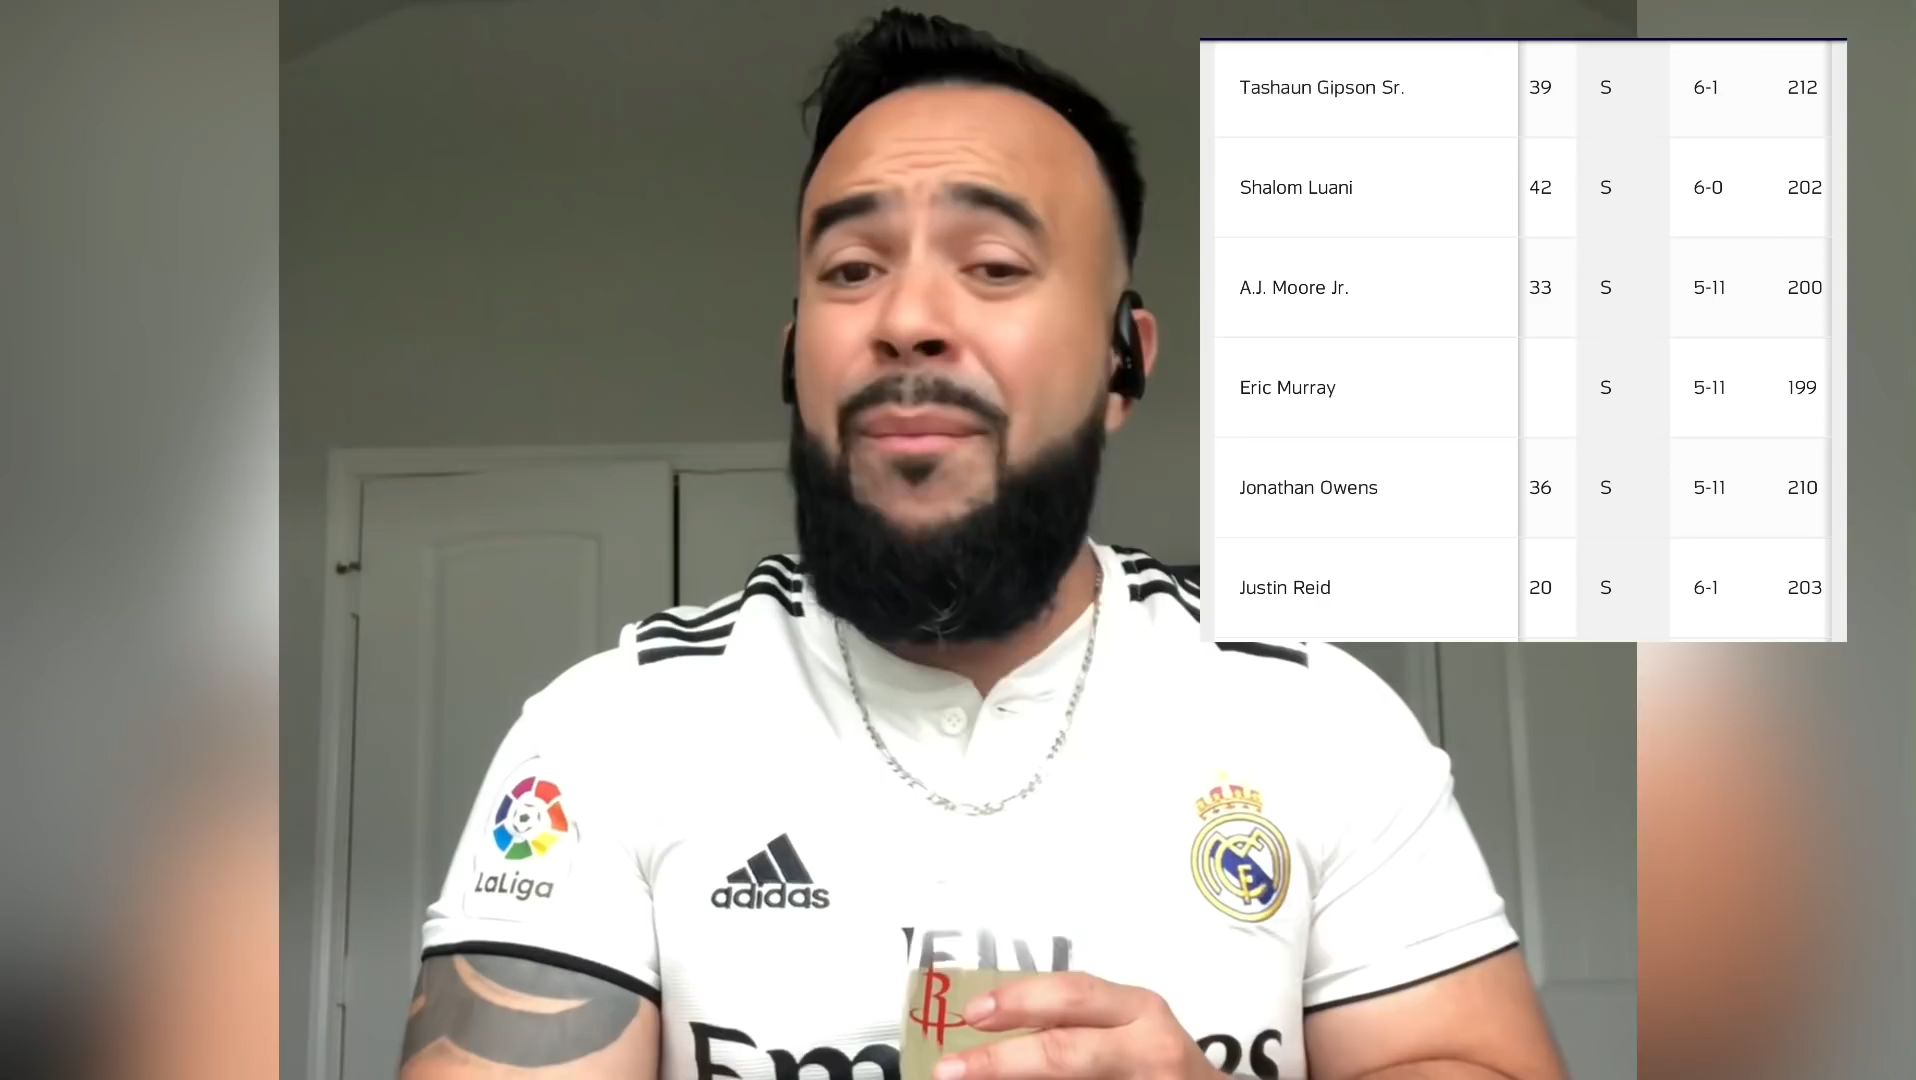 Tashaun Gipson Sr. 39 S 6-1 212
Shalom Luani 42 S 6-0 202
A.J. Moore Jr. 33 S 5-11 200
Eric Murray S 5-11 199
Jonathan Owens 36 S 5-11 210
Justin Reid 20 S 6-1 203
LaLiga
adidas
R